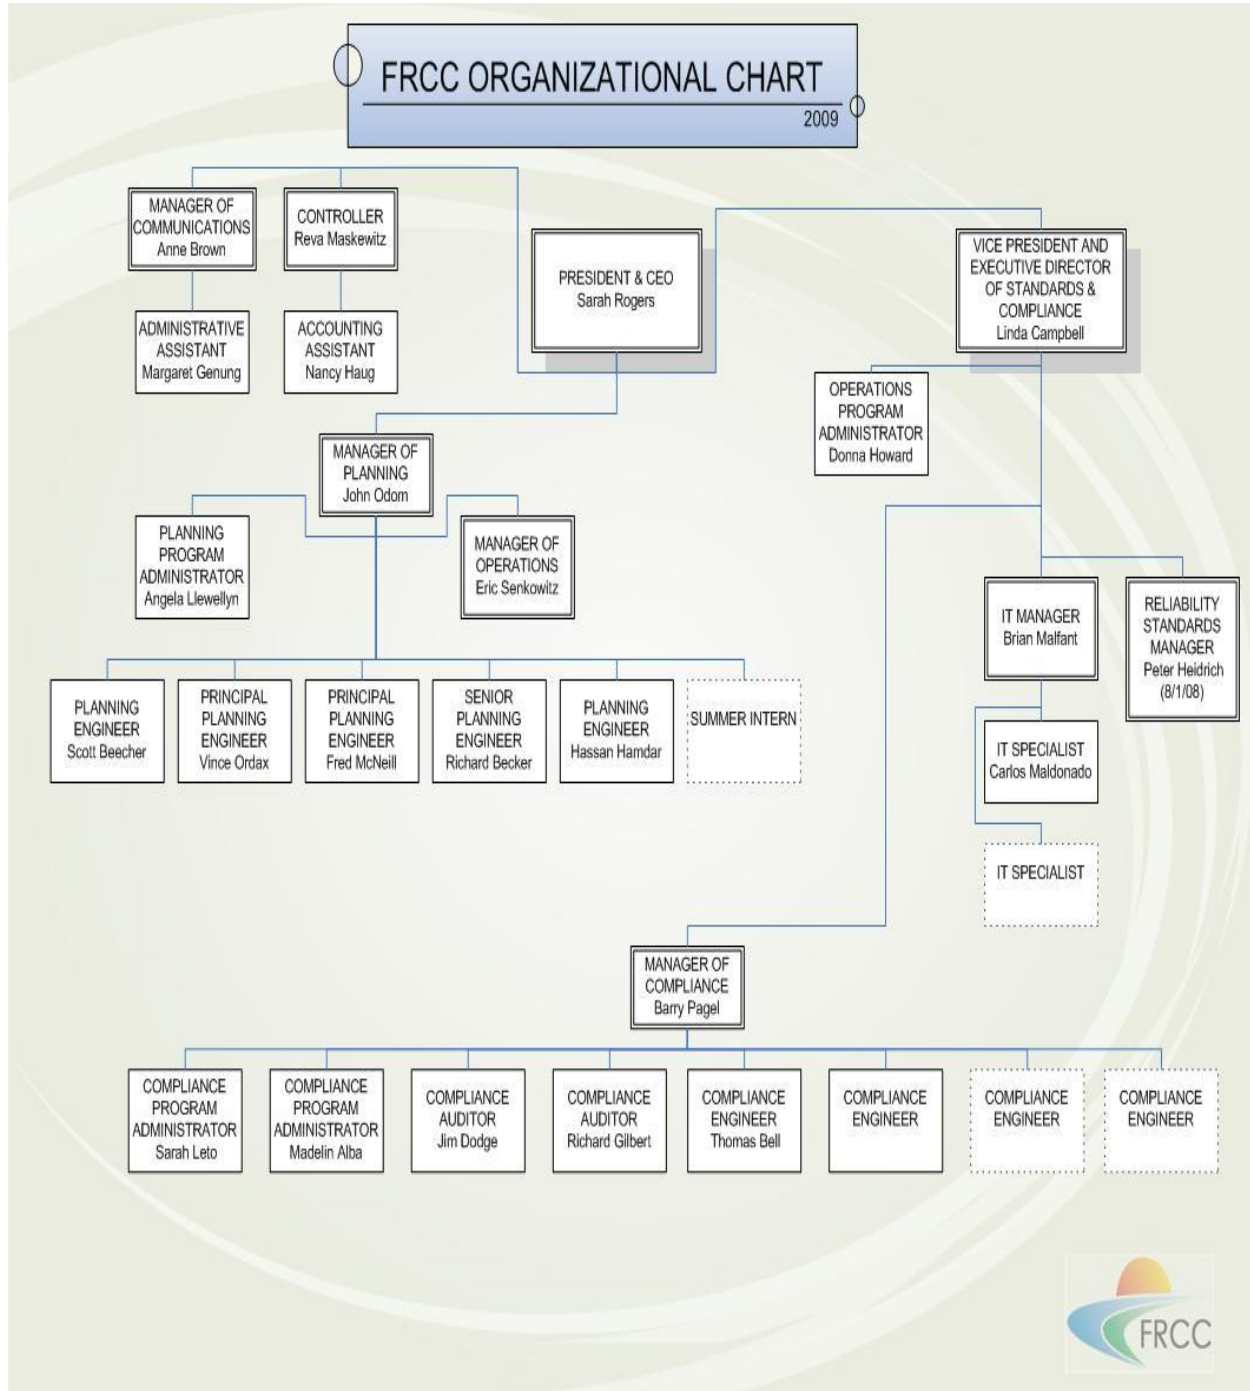 FRCC ORGANIZATIONAL CHART
2009
MANAGER OF
COMMUNICATIONS
Anne Brown
CONTROLLER
Reva Maskewitz
PRESIDENT & CEO
Sarah Rogers
VICE PRESIDENT AND
EXECUTIVE DIRECTOR
OF STANDARDS &
COMPLIANCE
Linda Campbell
ADMINISTRATIVE
ASSISTANT
Margaret Genung
ACCOUNTING
ASSISTANT
Nancy Haug
OPERATIONS
PROGRAM
ADMINISTRATOR
Donna Howard
MANAGER OF
PLANNING
John Odom
PLANNING
PROGRAM
ADMINISTRATOR
Angela Llewellyn
MANAGER OF
OPERATIONS
Eric Senkowitz
IT MANAGER
Brian Malfant
RELIABILITY
STANDARDS
MANAGER
Peter Heidrich
(8/1/08)
PLANNING
ENGINEER
Scott Beecher
PRINCIPAL
PLANNING
ENGINEER
Vince Ordax
PRINCIPAL
PLANNING
ENGINEER
Fred McNeill
SENIOR
PLANNING
ENGINEER
Richard Becker
PLANNING
ENGINEER
Hassan Hamdar
SUMMER INTERN
IT SPECIALIST
Carlos Maldonado
IT SPECIALIST
MANAGER OF
COMPLIANCE
Barry Pagel
COMPLIANCE
PROGRAM
ADMINISTRATOR
Sarah Leto
COMPLIANCE
PROGRAM
ADMINISTRATOR
Madelin Alba
COMPLIANCE
AUDITOR
Jim Dodge
COMPLIANCE
AUDITOR
Richard Gilbert
COMPLIANCE
ENGINEER
Thomas Bell
COMPLIANCE
ENGINEER
COMPLIANCE
ENGINEER
COMPLIANCE
ENGINEER
FRCC